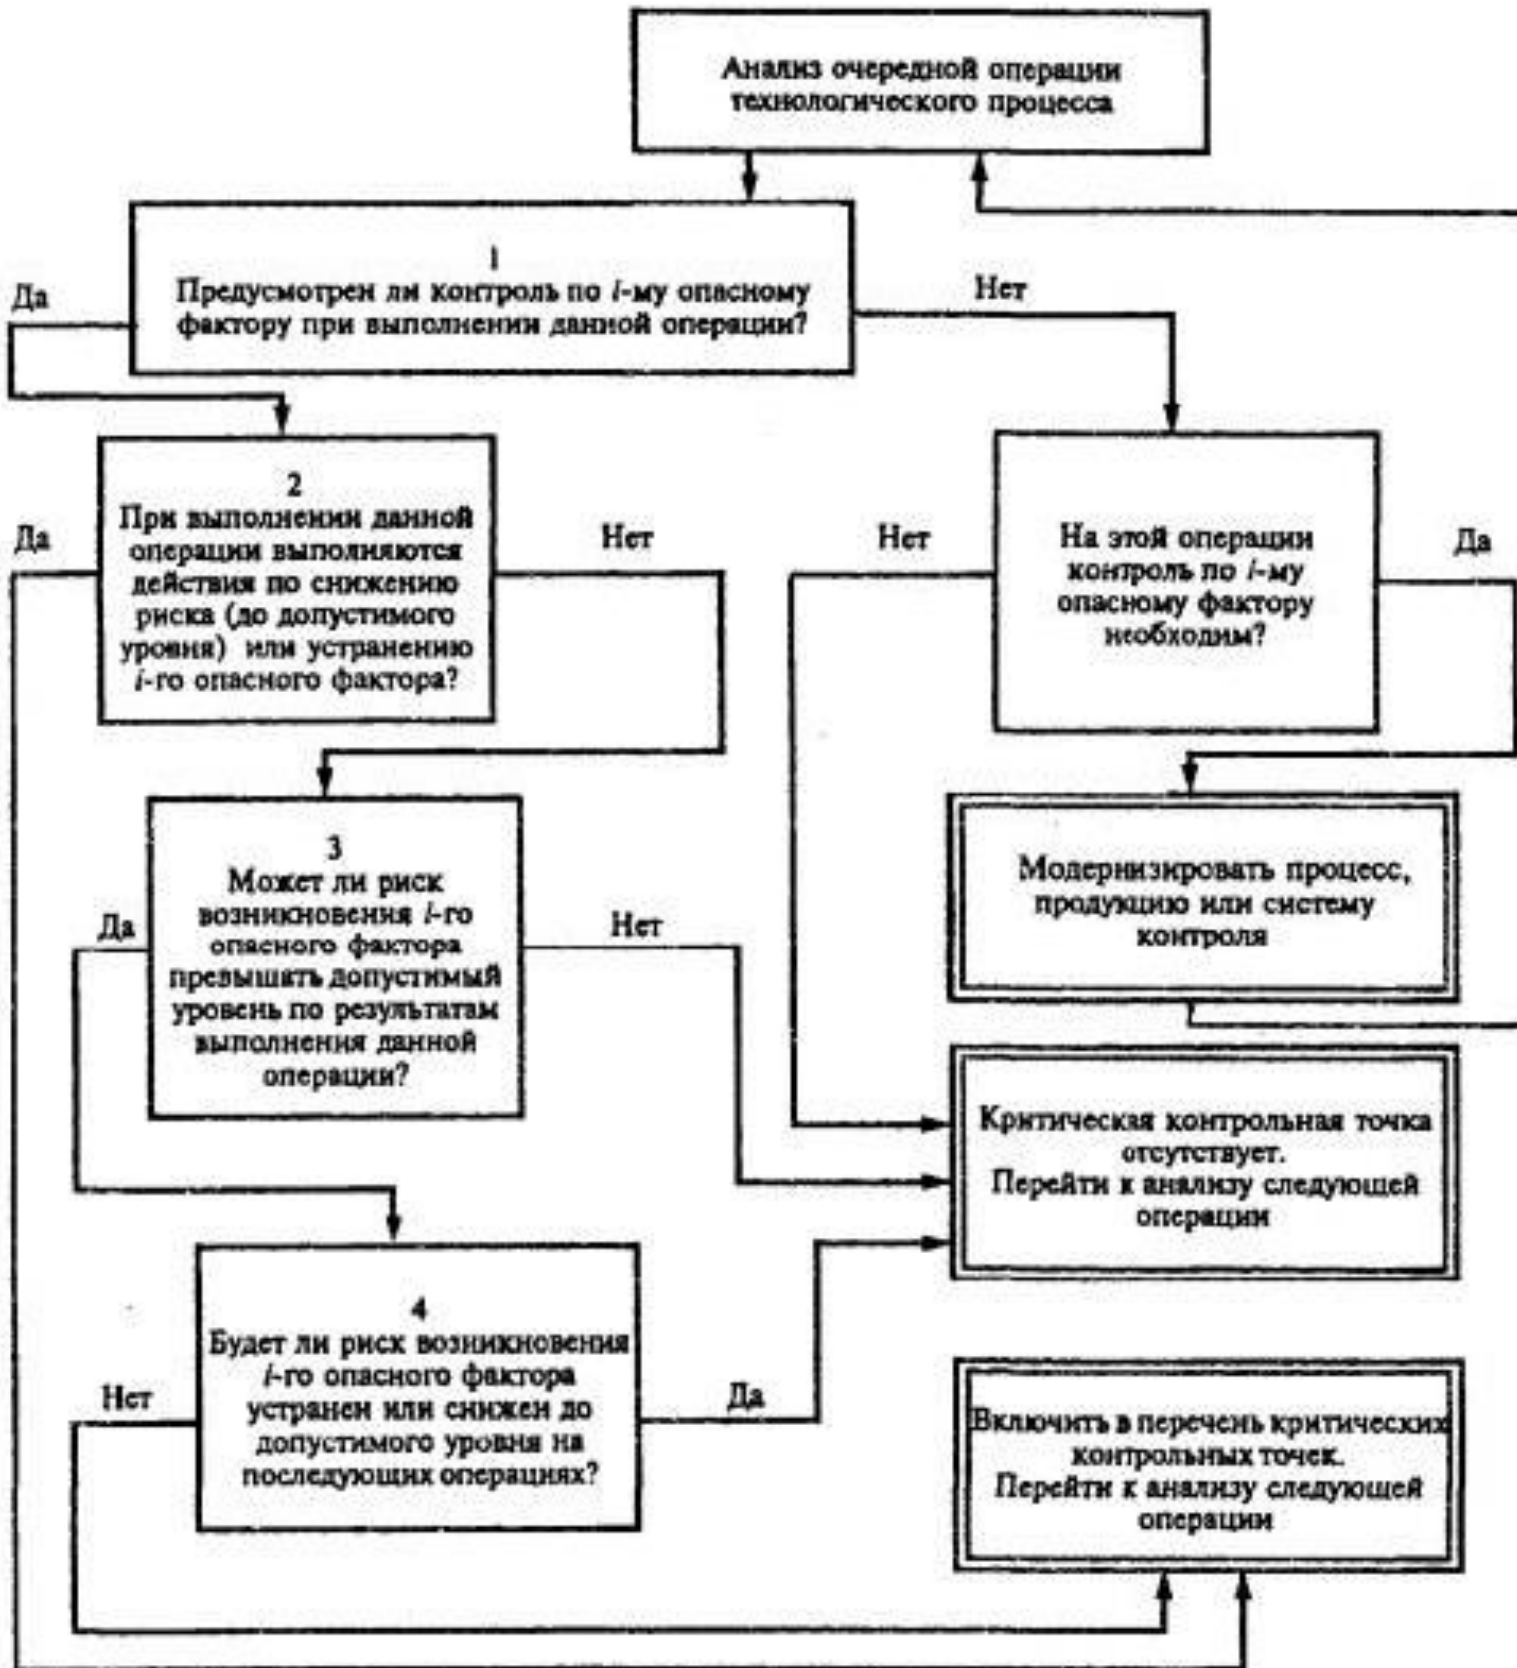 Анализ очередной операции
технологического процесса
1
Предусмотрен ли контроль по i-му опасному
фактору при выполнении данной операции?
Да
Нет
2
При выполнении данной
операции выполняются
действия по снижению
риска (до допустимого
уровня) или устранению
i-го опасного фактора?
Да
Нет
На этой операции
контроль по i-му
опасному фактору
необходим?
Нет
Да
3
Может ли риск
возникновения i-го
опасного фактора
превышать допустимый
уровень по результатам
выполнения данной
операции?
Да
Нет
Модернизировать процесс,
продукцию или систему
контроля
Критическая контрольная точка
отсутствует.
Перейти к анализу следующей
операции
4
Будет ли риск возникновения
i-го опасного фактора
устранен или снижен до
допустимого уровня на
последующих операциях?
Нет
Да
Включить в перечень критических
контрольных точек.
Перейти к анализу следующей
операции